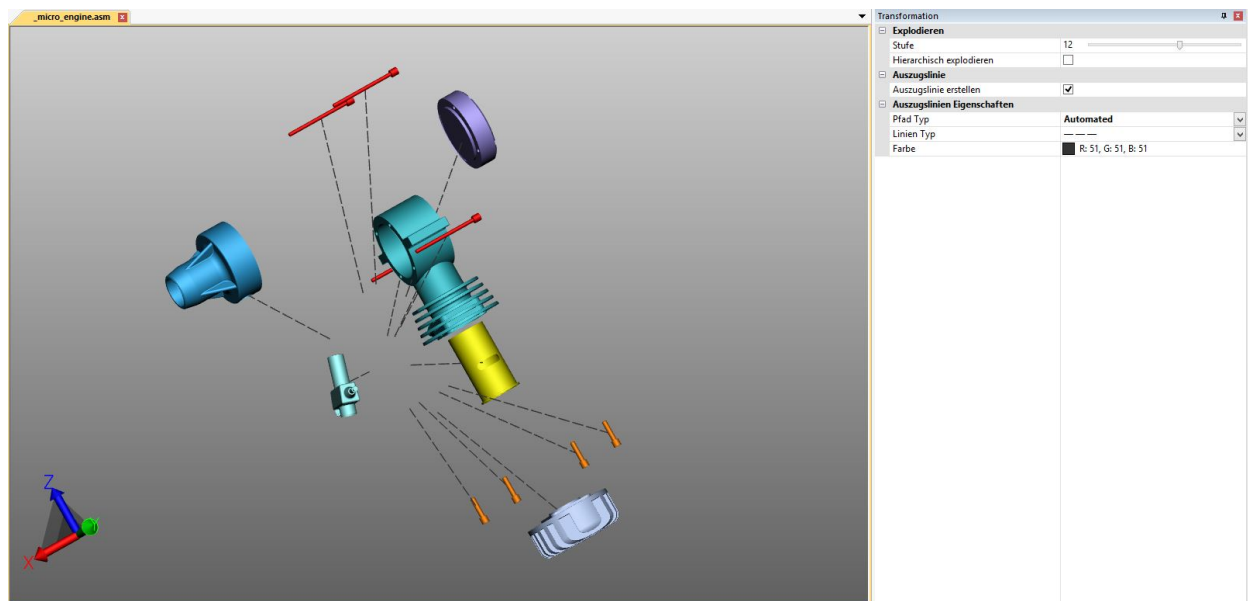 _micro_engine.asm
Transformation
Explodieren
Stufe 12
Hierarchisch explodieren
Auszugslinie
Auszugslinie erstellen
Auszugslinien Eigenschaften
Pfad Typ Automated
Linien Typ
Farbe R: 51, G: 51, B: 51
Z
X